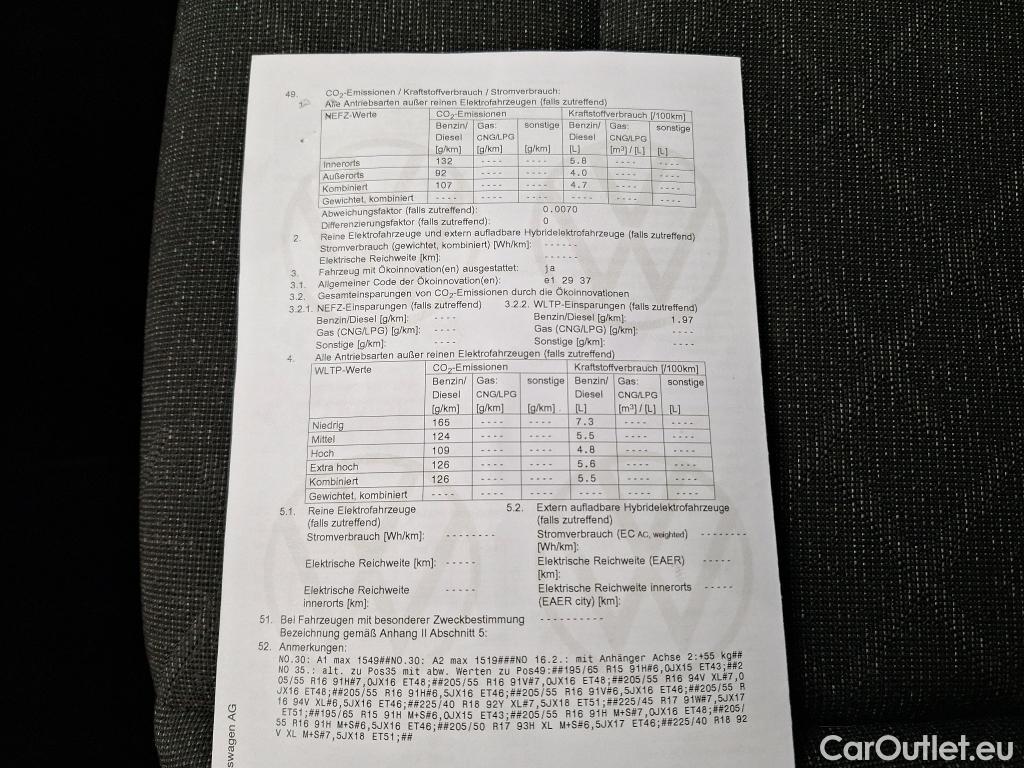 49. CO2-Emissionen / Kraftstoffverbrauch / Stromverbrauch:
1. Alle Antriebsarten außer reinen Elektrofahrzeugen (falls zutreffend)
NEFZ-Werte CO2-Emissionen Kraftstoffverbrauch [/100km]
Benzin/ Gas: sonstige Benzin/ Gas: sonstige
Diesel CNG/LPG Diesel CNG/LPG
[g/km] [g/km] [g/km] [L] [m³] / [L] [L]
Innerorts 132 ---- ---- 5.8 ---- ----
Außerorts 92 ---- ---- 4.0 ---- ----
Kombiniert 107 ---- ---- 4.7 ---- ----
Gewichtet, kombiniert ---- ---- ---- ---- ---- ----
Abweichungsfaktor (falls zutreffend): 0.0070
Differenzierungsfaktor (falls zutreffend): 0
2. Reine Elektrofahrzeuge und extern aufladbare Hybridelektrofahrzeuge (falls zutreffend)
Stromverbrauch (gewichtet, kombiniert) [Wh/km]: ------
Elektrische Reichweite [km]: ------
3. Fahrzeug mit Ökoinnovation(en) ausgestattet: ja
3.1. Allgemeiner Code der Ökoinnovation(en): e1 29 37
3.2. Gesamteinsparungen von CO2-Emissionen durch die Ökoinnovationen
3.2.1. NEFZ-Einsparungen (falls zutreffend) 3.2.2. WLTP-Einsparungen (falls zutreffend)
Benzin/Diesel [g/km]: ---- Benzin/Diesel [g/km]: 1.97
Gas (CNG/LPG) [g/km]: ---- Gas (CNG/LPG) [g/km]: ----
Sonstige [g/km]: ---- Sonstige [g/km]: ----
4. Alle Antriebsarten außer reinen Elektrofahrzeugen (falls zutreffend)
WLTP-Werte CO2-Emissionen Kraftstoffverbrauch [/100km]
Benzin/ Gas: sonstige Benzin/ Gas: sonstige
Diesel CNG/LPG Diesel CNG/LPG
[g/km] [g/km] [g/km] [L] [m³] / [L] [L]
Niedrig 165 ---- ---- 7.3 ---- ----
Mittel 124 ---- ---- 5.5 ---- ----
Hoch 109 ---- ---- 4.8 ---- ----
Extra hoch 126 ---- ---- 5.6 ---- ----
Kombiniert 126 ---- ---- 5.5 ---- ----
Gewichtet, kombiniert ---- ---- ---- ---- ---- ----
5.1. Reine Elektrofahrzeuge 5.2. Extern aufladbare Hybridelektrofahrzeuge
(falls zutreffend) (falls zutreffend)
Stromverbrauch [Wh/km]: -------- Stromverbrauch (EC AC, weighted) --------
[Wh/km]:
Elektrische Reichweite [km]: ----- Elektrische Reichweite (EAER) -----
[km]:
Elektrische Reichweite ----- Elektrische Reichweite innerorts -----
innerorts [km]: (EAER city) [km]:
51. Bei Fahrzeugen mit besonderer Zweckbestimmung ----------
Bezeichnung gemäß Anhang II Abschnitt 5:
52. Anmerkungen:
NO.30: A1 max 1549##NO.30: A2 max 1519###NO 16.2.: mit Anhänger Achse 2:+55 kg##
NO 35.: alt. zu Pos35 mit abw. Werten zu Pos49:##195/65 R15 91H#6,0JX15 ET43;##2
05/55 R16 91H#7,0JX16 ET48;##205/55 R16 91V#7,0JX16 ET48;##205/55 R16 94V XL#7,0
JX16 ET48;##205/55 R16 91H#6,5JX16 ET46;##205/55 R16 91V#6,5JX16 ET46;##205/55 R
16 94V XL#6,5JX16 ET46;##225/40 R18 92Y XL#7,5JX18 ET51;##225/45 R17 91W#7,5JX17
ET51;##195/65 R15 91H M+S#6,0JX15 ET43;##205/55 R16 91H M+S#7,0JX16 ET48;##205/
55 R16 91H M+S#6,5JX16 ET46;##205/50 R17 93H XL M+S#6,5JX17 ET46;##225/40 R18 92
V XL M+S#7,5JX18 ET51;##
swagen AG
CarOutlet.eu